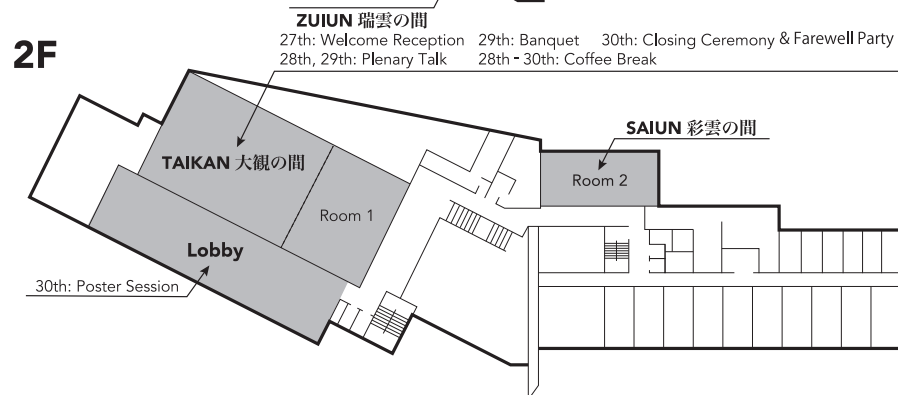 ZUIUN 瑞雲の間
2F
27th: Welcome Reception 29th: Banquet 30th: Closing Ceremony & Farewell Party
28th, 29th: Plenary Talk 28th - 30th: Coffee Break
SAIUN 彩雲の間
TAIKAN 大観の間
Room 2
Room 1
Lobby
30th: Poster Session